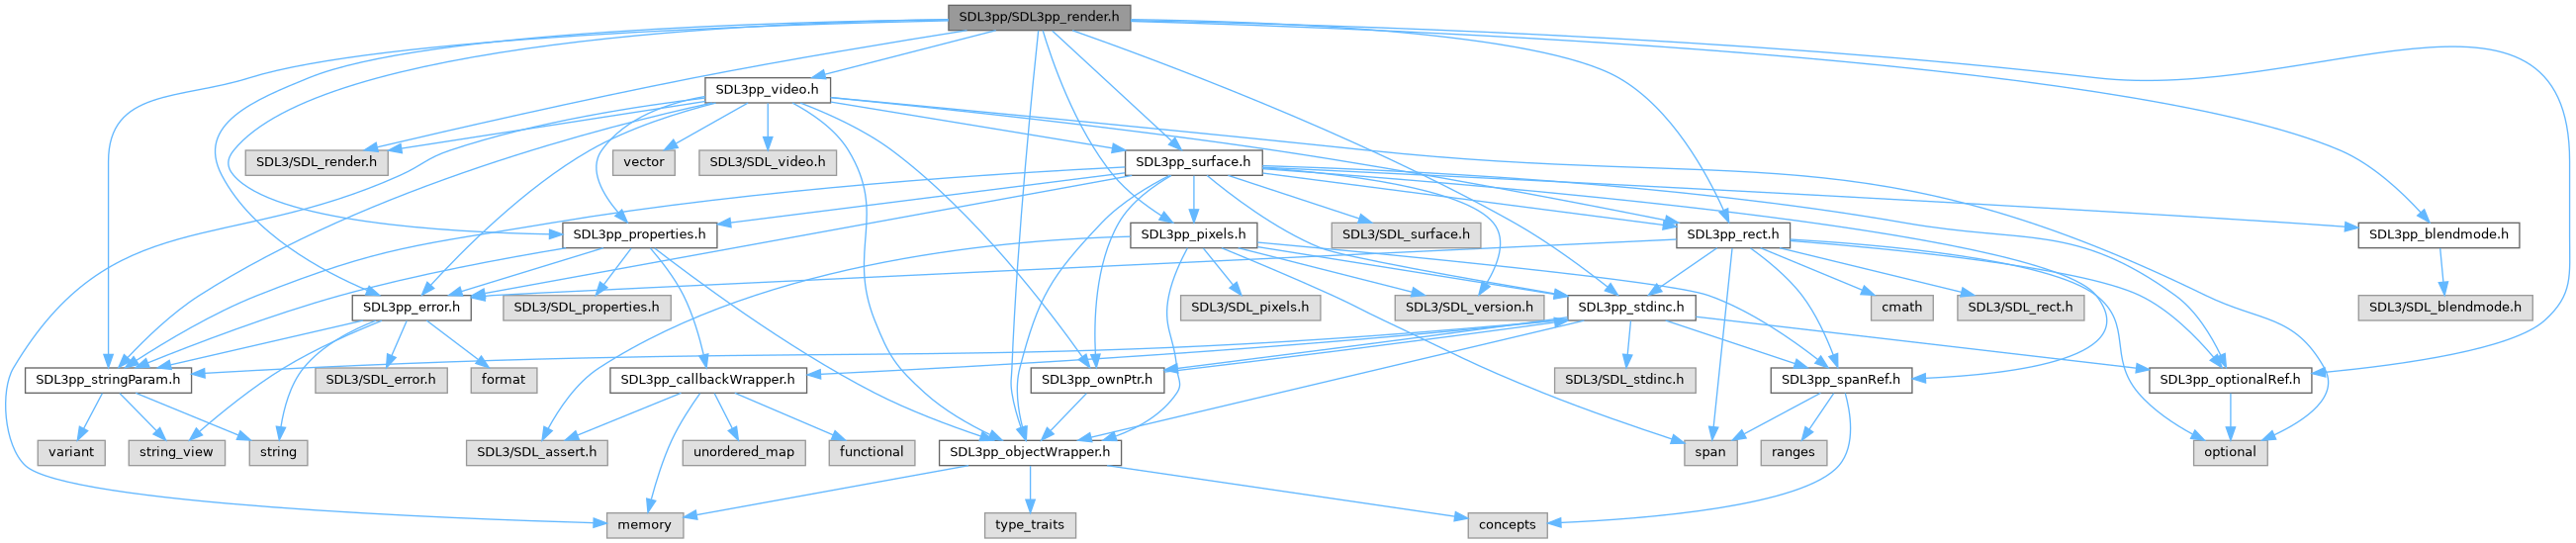 SDL3pp/SDL3pp_render.h
SDL3pp_video.h
SDL3/SDL_render.h
vector
SDL3/SDL_video.h
SDL3pp_surface.h
SDL3pp_properties.h
SDL3pp_pixels.h
SDL3/SDL_surface.h
SDL3pp_rect.h
SDL3pp_blendmode.h
SDL3pp_error.h
SDL3/SDL_properties.h
SDL3/SDL_pixels.h
SDL3/SDL_version.h
SDL3pp_stdinc.h
cmath
SDL3/SDL_rect.h
SDL3/SDL_blendmode.h
SDL3pp_stringParam.h
SDL3/SDL_error.h
format
SDL3pp_callbackWrapper.h
SDL3pp_ownPtr.h
SDL3/SDL_stdinc.h
SDL3pp_spanRef.h
SDL3pp_optionalRef.h
variant
string_view
string
SDL3/SDL_assert.h
unordered_map
functional
SDL3pp_objectWrapper.h
span
ranges
optional
memory
type_traits
concepts